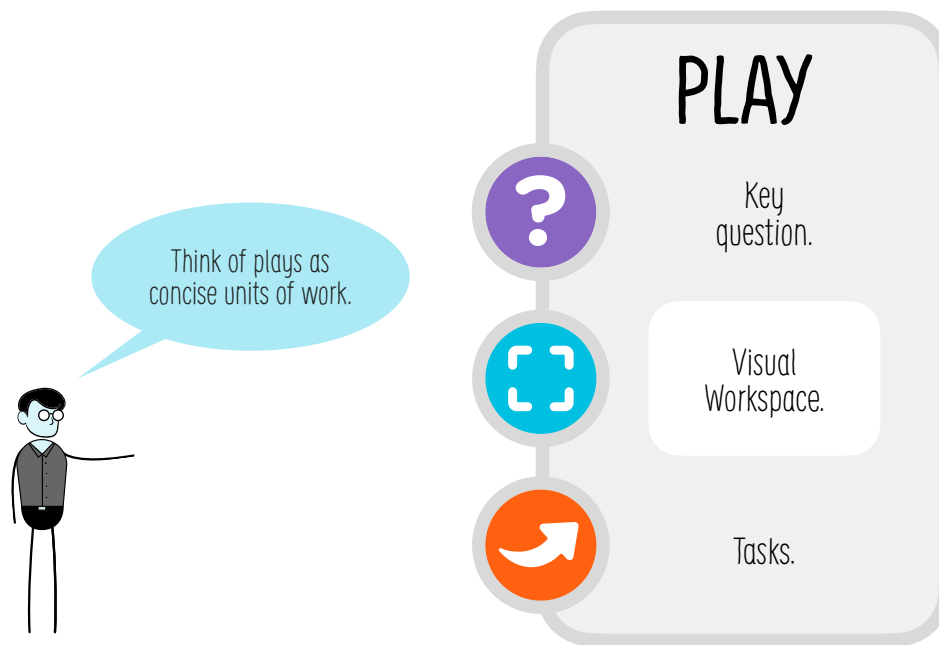 PLAY
Key
question.
Think of plays as
concise units of work.
Visual
Workspace.
Tasks.